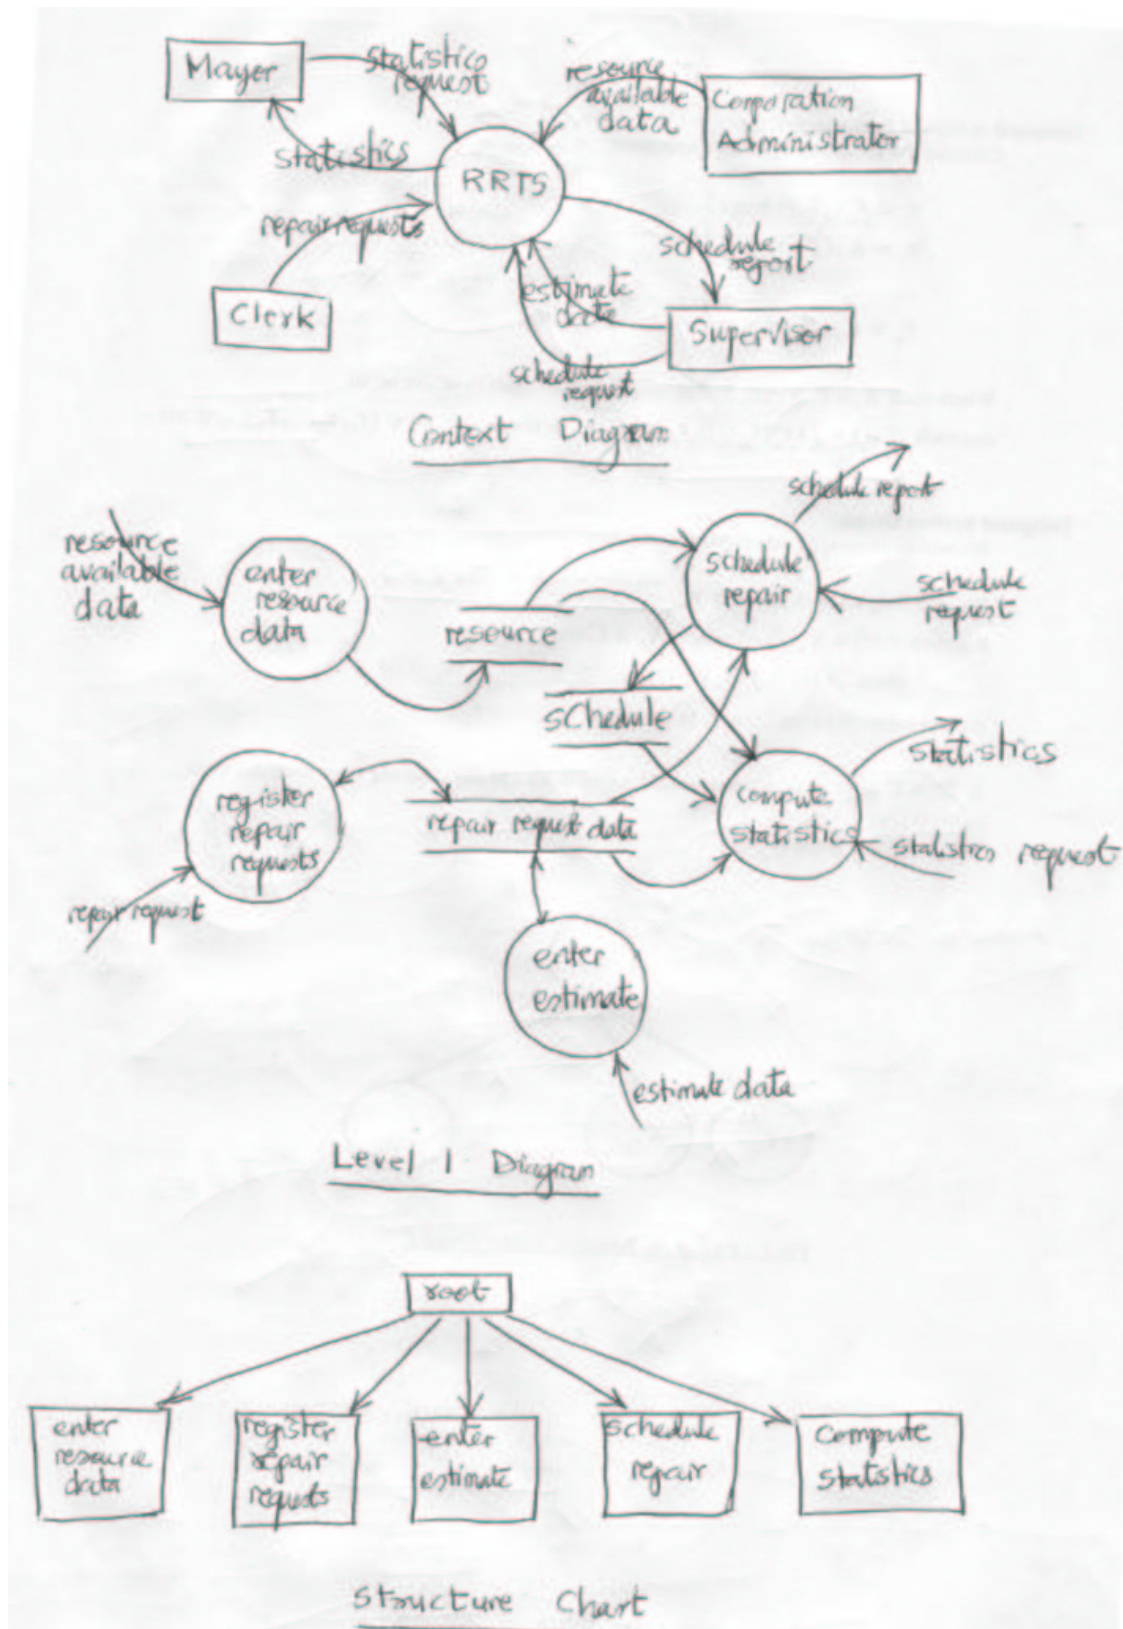 Mayor
statistics
request
resource
available
data
Corporation
Administrator
statistics
RRTS
repair requests
schedule
report
Clerk
estimate
data
Supervisor
schedule
request
Context Diagram
schedule report
resource
available
data
enter
resource
data
schedule
repair
schedule
request
resource
schedule
statistics
register
repair
requests
repair request data
compute
statistics
statistics request
repair request
enter
estimate
estimate data
Level 1 Diagram
root
enter
resource
data
register
repair
requests
enter
estimate
schedule
repair
compute
statistics
Structure Chart